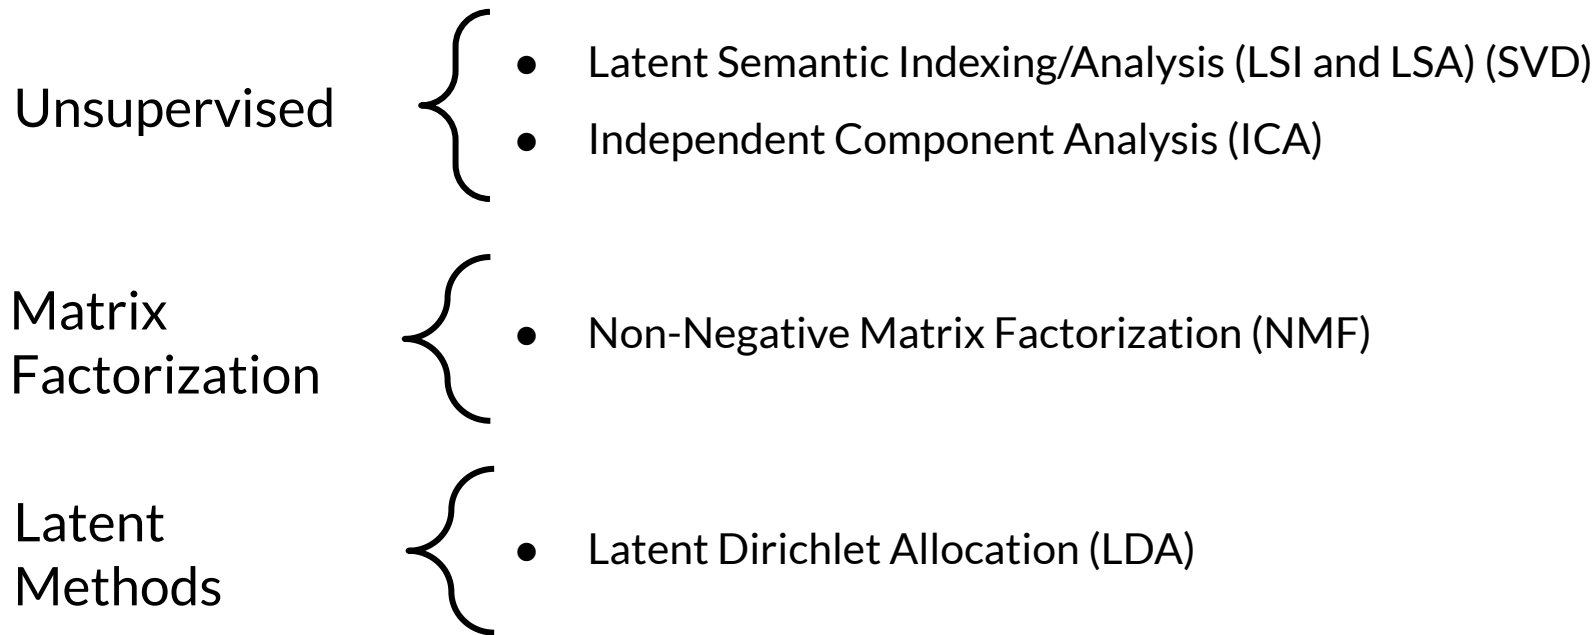 Unsupervised
● Latent Semantic Indexing/Analysis (LSI and LSA) (SVD)
● Independent Component Analysis (ICA)
Matrix
Factorization
● Non-Negative Matrix Factorization (NMF)
Latent
Methods
● Latent Dirichlet Allocation (LDA)